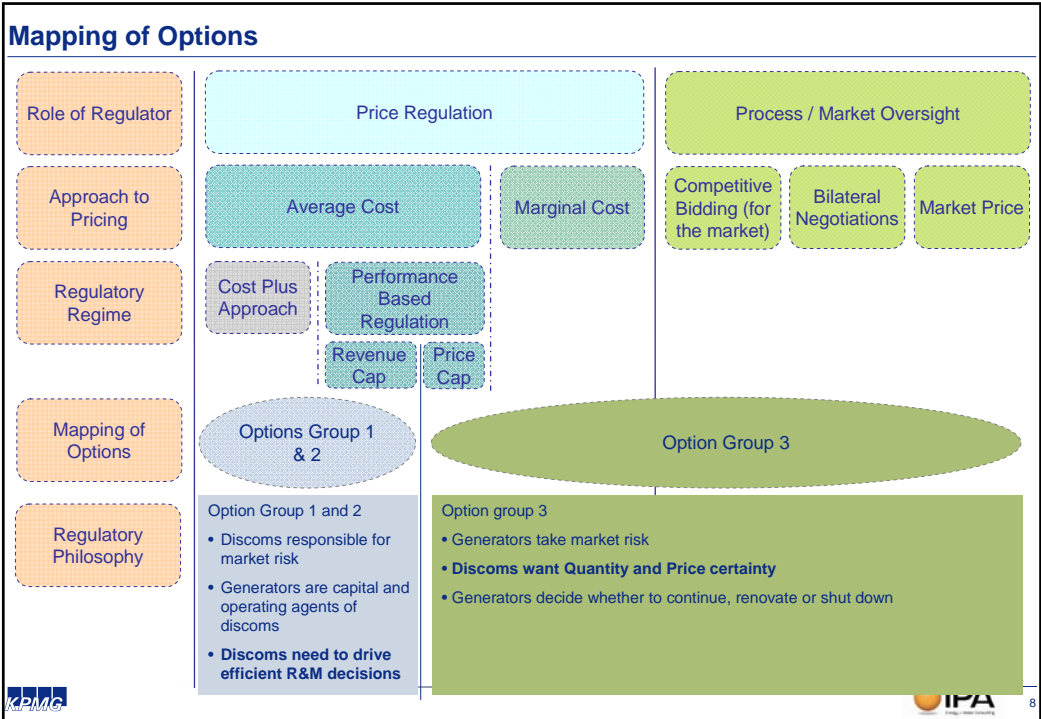 Mapping of Options
Role of Regulator
Price Regulation
Process / Market Oversight
Approach to
Pricing
Average Cost
Marginal Cost
Competitive
Bidding (for
the market)
Bilateral
Negotiations
Market Price
Regulatory
Regime
Cost Plus
Approach
Performance
Based
Regulation
Revenue
Cap
Price
Cap
Mapping of
Options
Options Group 1
& 2
Option Group 3
Regulatory
Philosophy
Option Group 1 and 2
• Discoms responsible for
market risk
• Generators are capital and
operating agents of
discoms
• Discoms need to drive
efficient R&M decisions
Option group 3
• Generators take market risk
• Discoms want Quantity and Price certainty
• Generators decide whether to continue, renovate or shut down
KPMG
IPA
Energy + Water Consulting
8